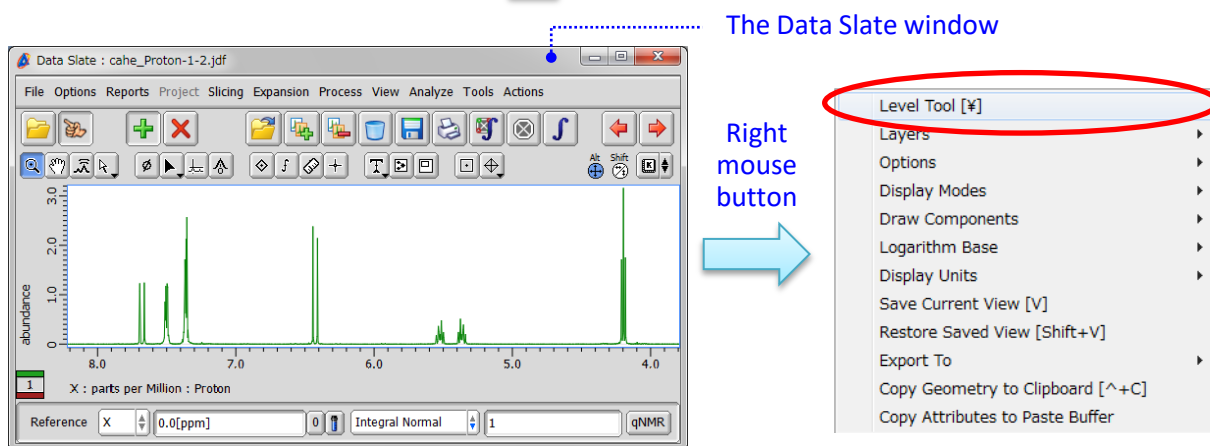 The Data Slate window
Data Slate : cahe_Proton-1-2.jdf
File Options Reports Project Slicing Expansion Process View Analyze Tools Actions
Alt Shift
abundance
3.0
2.0
1.0
0
8.0 7.0 6.0 5.0 4.0
1
X : parts per Million : Proton
Reference X 0.0[ppm] 0 Integral Normal 1 qNMR
Right
mouse
button
Level Tool [¥]
Layers
Options
Display Modes
Draw Components
Logarithm Base
Display Units
Save Current View [V]
Restore Saved View [Shift+V]
Export To
Copy Geometry to Clipboard [^+C]
Copy Attributes to Paste Buffer